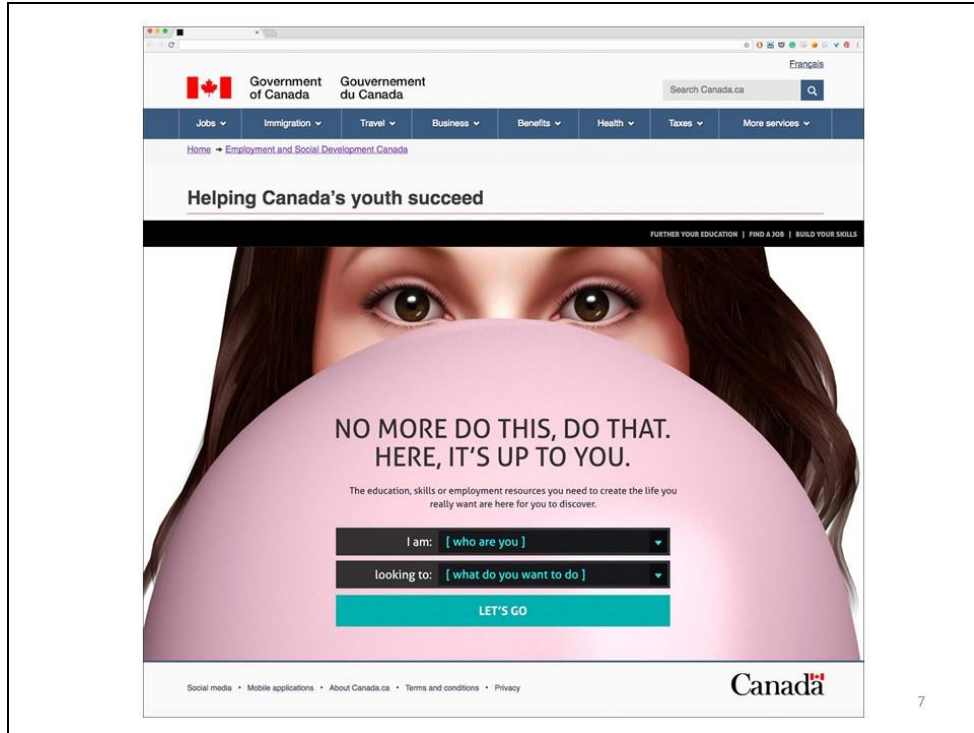 Français
Government of Canada
Gouvernement du Canada
Search Canada.ca
Jobs Immigration Travel Business Benefits Health Taxes More services
Home → Employment and Social Development Canada
Helping Canada's youth succeed
FURTHER YOUR EDUCATION | FIND A JOB | BUILD YOUR SKILLS
NO MORE DO THIS, DO THAT.
HERE, IT'S UP TO YOU.
The education, skills or employment resources you need to create the life you
really want are here for you to discover.
I am: [ who are you ]
looking to: [ what do you want to do ]
LET'S GO
Social media • Mobile applications • About Canada.ca • Terms and conditions • Privacy
Canada
7